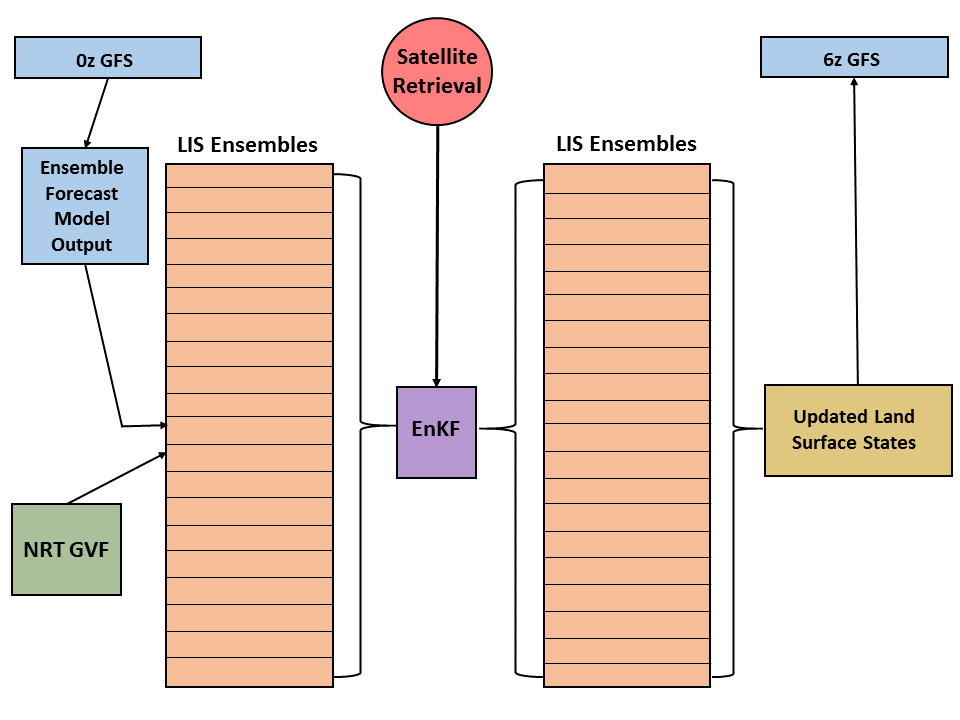 0z GFS
Satellite
Retrieval
6z GFS
LIS Ensembles
LIS Ensembles
Ensemble
Forecast
Model
Output
EnKF
Updated Land
Surface States
NRT GVF